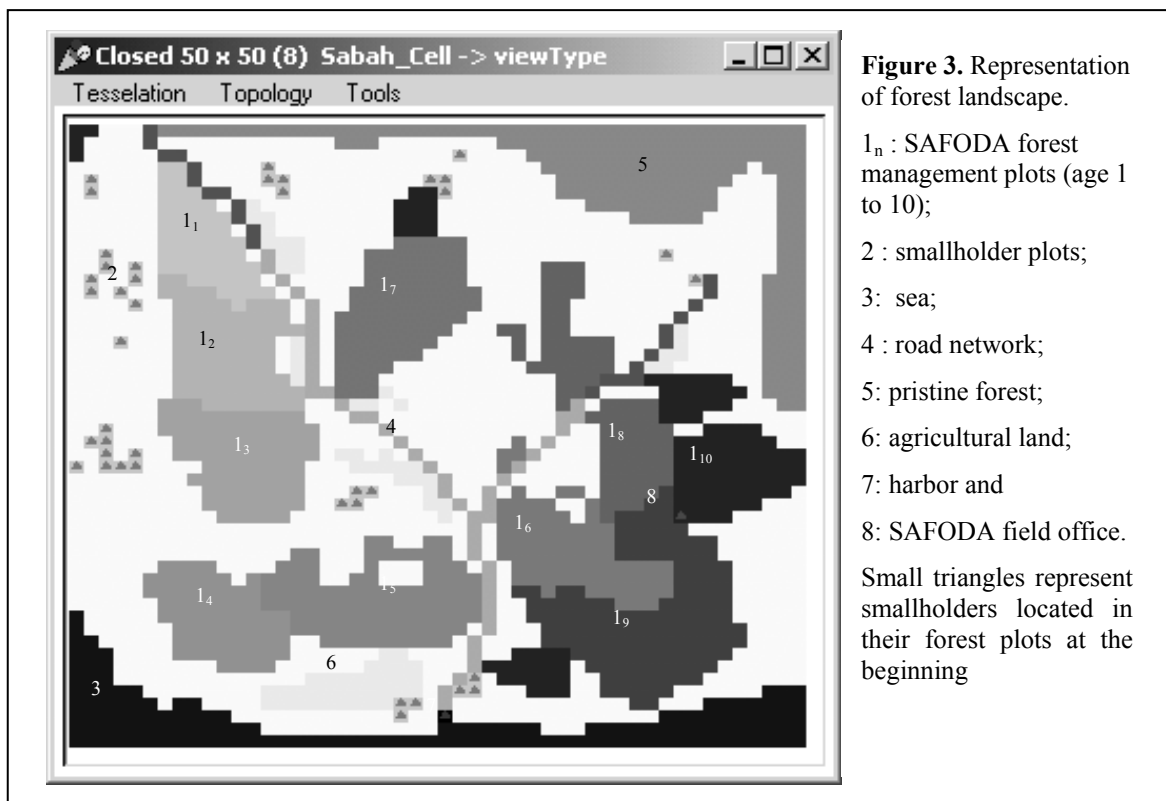 Closed 50 x 50 (8) Sabah_Cell -> viewType
Tesselation Topology Tools
5
1₁
2
1₇
1₂
4
1₃
1₈
1₁₀
8
1₆
1₅
1₄
1₉
6
3
Figure 3. Representation
of forest landscape.
1ₙ : SAFODA forest
management plots (age 1
to 10);
2 : smallholder plots;
3: sea;
4 : road network;
5: pristine forest;
6: agricultural land;
7: harbor and
8: SAFODA field office.
Small triangles represent
smallholders located in
their forest plots at the
beginning